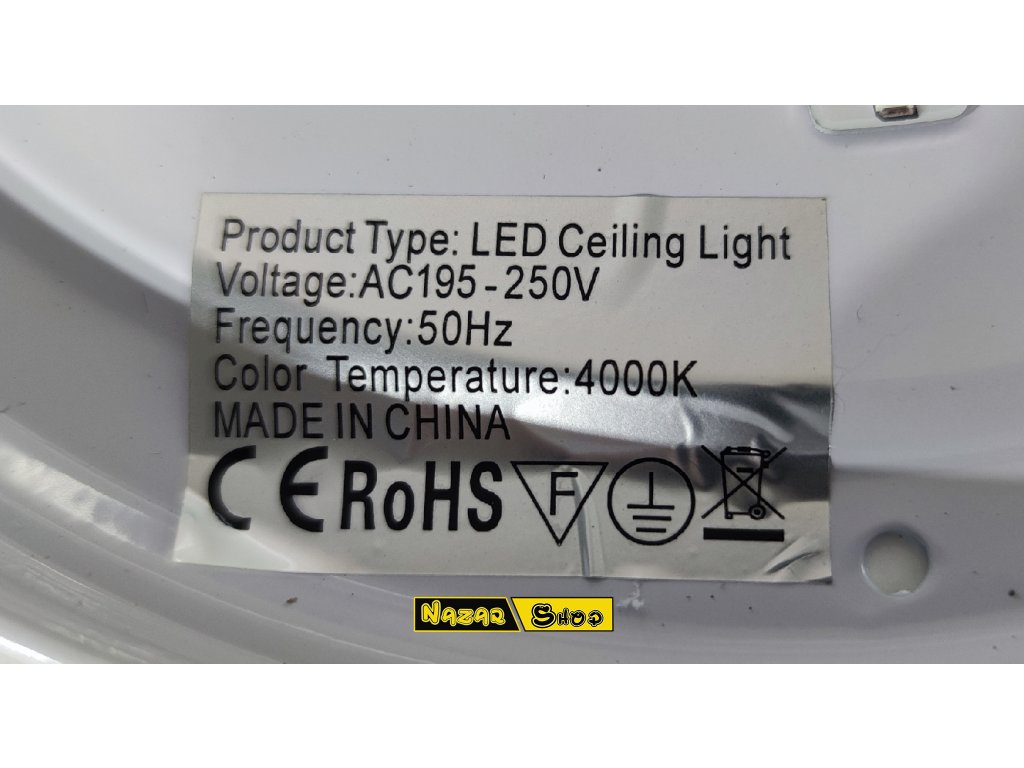 Product Type: LED Ceiling Light
Voltage:AC195-250V
Frequency:50Hz
Color Temperature:4000K
MADE IN CHINA
CE RoHS F
Nazar Shop